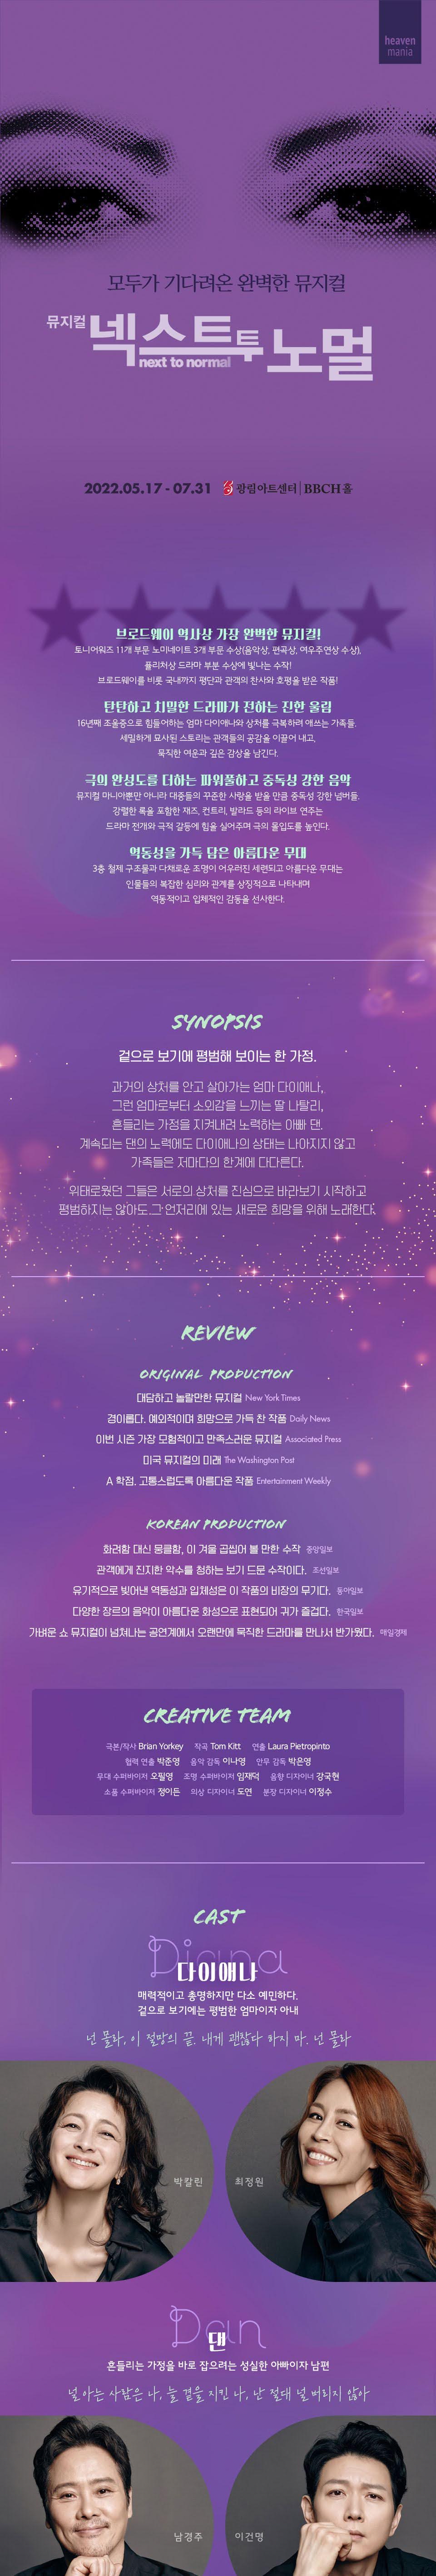 heaven
mania
모두가 기다려온 완벽한 뮤지컬
뮤지컬 넥스트 투 노멀
next to normal
2022.05.17 - 07.31 광림아트센터 | BBCH홀
브로드웨이 역사상 가장 완벽한 뮤지컬!
토니어워즈 11개 부문 노미네이트 3개 부문 수상(음악상, 편곡상, 여우주연상 수상),
퓰리처상 드라마 부분 수상에 빛나는 수작!
브로드웨이를 비롯 국내까지 평단과 관객의 찬사와 호평을 받은 작품!
탄탄하고 치밀한 드라마가 전하는 진한 울림
16년째 조울증으로 힘들어하는 엄마 다이애나와 상처를 극복하려 애쓰는 가족들.
세밀하게 묘사된 스토리는 관객들의 공감을 이끌어 내고,
묵직한 여운과 깊은 감상을 남긴다.
극의 완성도를 더하는 파워풀하고 중독성 강한 음악
뮤지컬 마니아뿐만 아니라 대중들의 꾸준한 사랑을 받을 만큼 중독성 강한 넘버들.
강렬한 록을 포함한 재즈, 컨트리, 발라드 등의 라이브 연주는
드라마 전개와 극적 갈등에 힘을 실어주며 극의 몰입도를 높인다.
역동성을 가득 담은 아름다운 무대
3층 철제 구조물과 다채로운 조명이 어우러진 세련되고 아름다운 무대는
인물들의 복잡한 심리와 관계를 상징적으로 나타내며
역동적이고 입체적인 감동을 선사한다.
SYNOPSIS
겉으로 보기에 평범해 보이는 한 가정.
과거의 상처를 안고 살아가는 엄마 다이애나,
그런 엄마로부터 소외감을 느끼는 딸 나탈리,
흔들리는 가정을 지켜내려 노력하는 아빠 댄.
계속되는 댄의 노력에도 다이애나의 상태는 나아지지 않고
가족들은 저마다의 한계에 다다른다.
위태로웠던 그들은 서로의 상처를 진심으로 바라보기 시작하고
평범하지는 않아도 그 언저리에 있는 새로운 희망을 위해 노래한다.
REVIEW
ORIGINAL PRODUCTION
대담하고 놀랄만한 뮤지컬 New York Times
경이롭다. 예외적이며 희망으로 가득 찬 작품 Daily News
이번 시즌 가장 모험적이고 만족스러운 뮤지컬 Associated Press
미국 뮤지컬의 미래 The Washington Post
A 학점. 고통스럽도록 아름다운 작품 Entertainment Weekly
KOREAN PRODUCTION
화려함 대신 뭉클함, 이 겨울 곱씹어 볼 만한 수작 중앙일보
관객에게 진지한 악수를 청하는 보기 드문 수작이다. 조선일보
유기적으로 빚어낸 역동성과 입체성은 이 작품의 비장의 무기다. 동아일보
다양한 장르의 음악이 아름다운 화성으로 표현되어 귀가 즐겁다. 한국일보
가벼운 쇼 뮤지컬이 넘쳐나는 공연계에서 오랜만에 묵직한 드라마를 만나서 반가웠다. 매일경제
CREATIVE TEAM
극본/작사 Brian Yorkey 작곡 Tom Kitt 연출 Laura Pietropinto
협력 연출 박준영 음악 감독 이나영 안무 감독 박은영
무대 수퍼바이저 오필영 조명 수퍼바이저 임재덕 음향 디자이너 강국현
소품 수퍼바이저 정이든 의상 디자이너 도연 분장 디자이너 이정수
CAST
Diana
다이애나
매력적이고 총명하지만 다소 예민하다.
겉으로 보기에는 평범한 엄마이자 아내
넌 몰라, 이 절망의 끝. 내게 괜찮다 하지 마. 넌 몰라
박칼린 최정원
Dan
댄
흔들리는 가정을 바로 잡으려는 성실한 아빠이자 남편
널 아는 사람은 나, 늘 곁을 지킨 나, 난 절대 널 버리지 않아
남경주 이건명